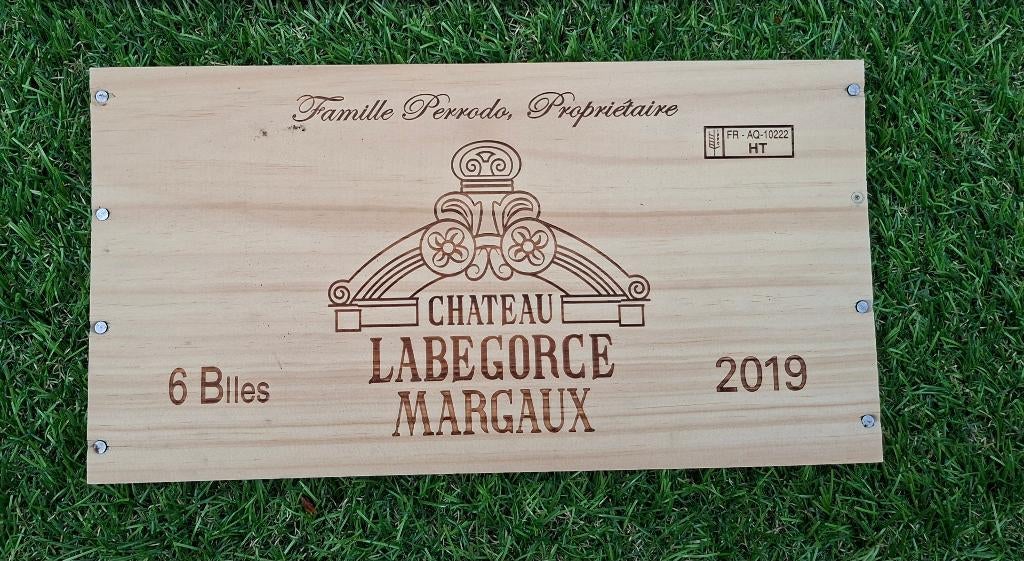 Famille Perrodo, Propriétaire
FR - AQ-10222
HT
CHATEAU
LABEGORCE
MARGAUX
6 Blles
2019